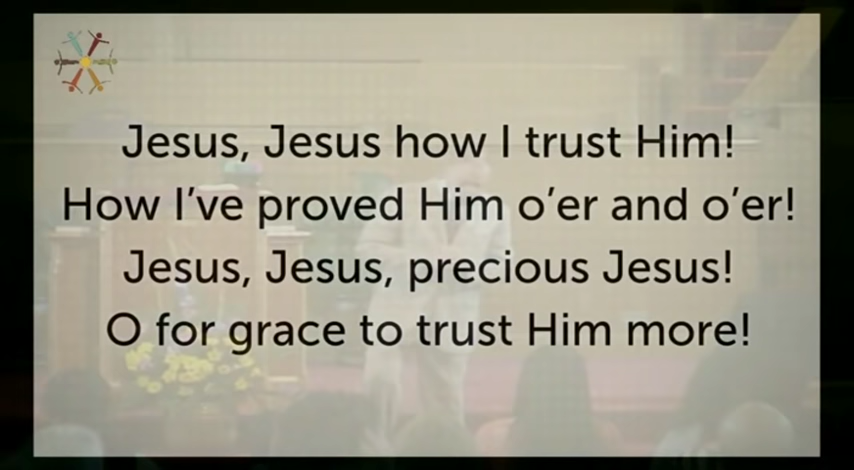 Jesus, Jesus how I trust Him!
How I've proved Him o'er and o'er!
Jesus, Jesus, precious Jesus!
O for grace to trust Him more!